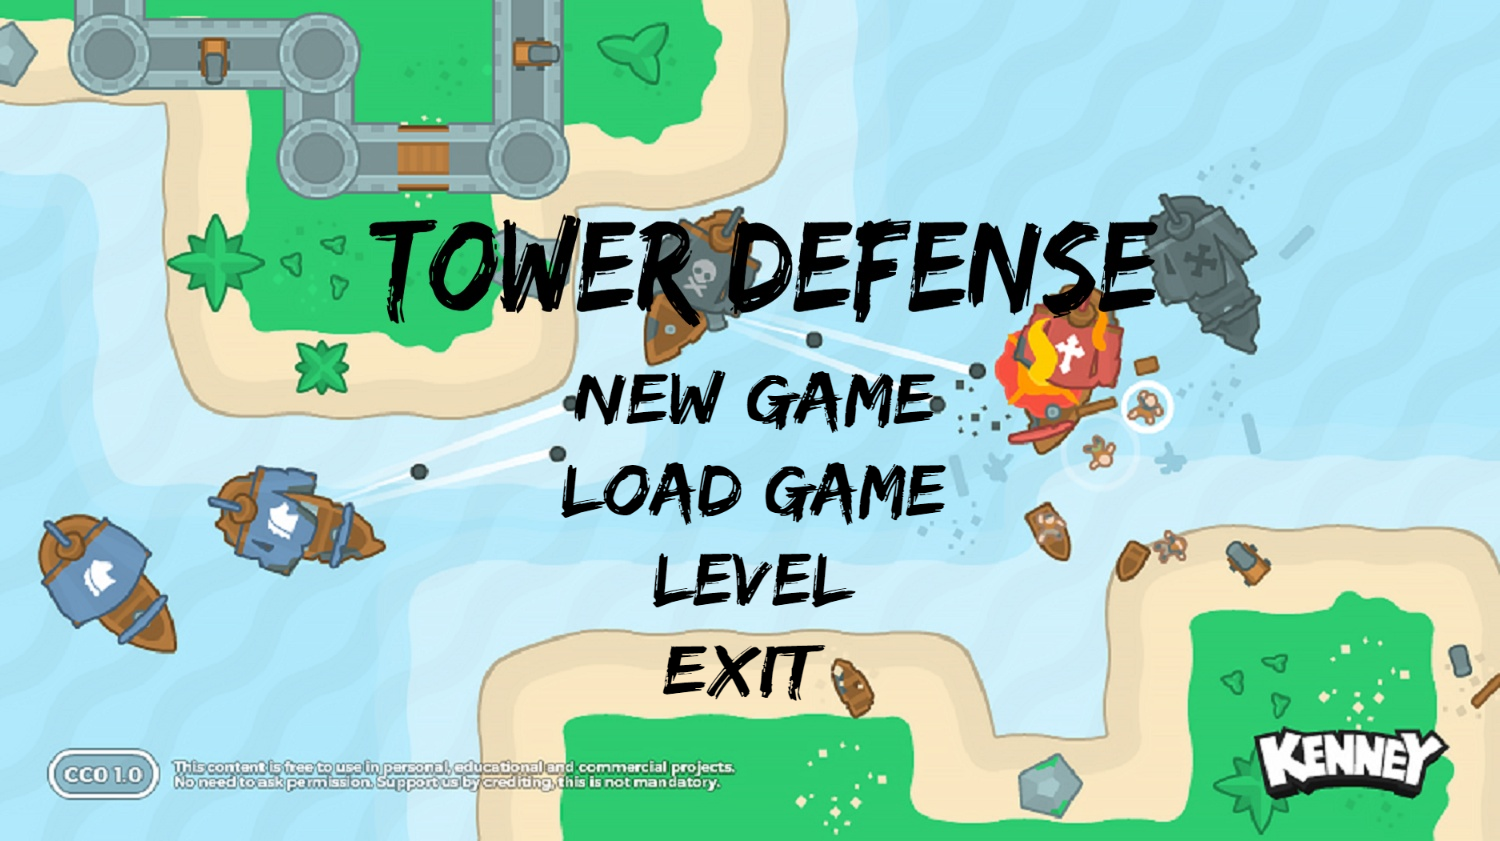 TOWER DEFENSE
NEW GAME
LOAD GAME
LEVEL
EXIT
CC0 1.0
This content is free to use in personal, educational and commercial projects.
No need to ask permission. Support us by crediting, this is not mandatory.
KENNEY